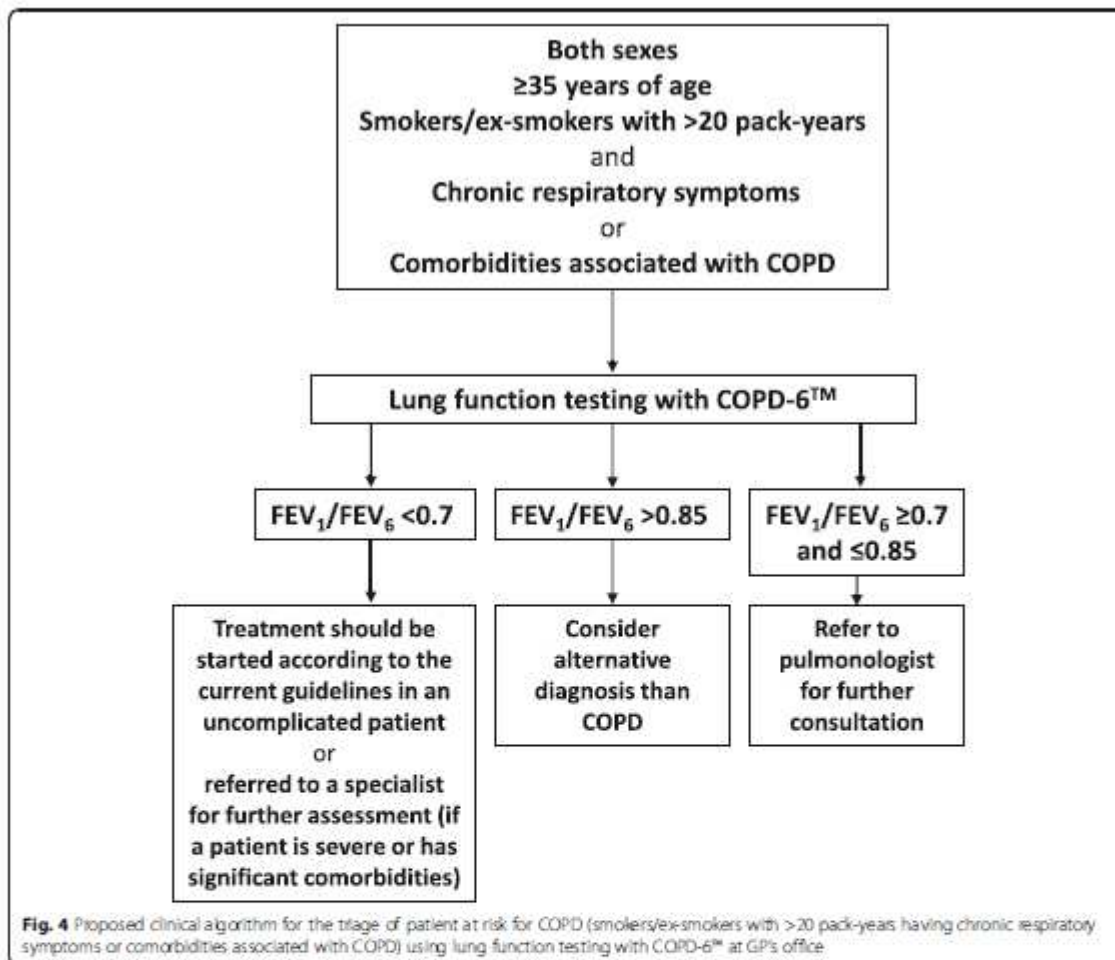 Both sexes
≥35 years of age
Smokers/ex-smokers with >20 pack-years
and
Chronic respiratory symptoms
or
Comorbidities associated with COPD
Lung function testing with COPD-6™
FEV₁/FEV₆ <0.7
FEV₁/FEV₆ >0.85
FEV₁/FEV₆ ≥0.7
and ≤0.85
Treatment should be
started according to the
current guidelines in an
uncomplicated patient
or
referred to a specialist
for further assessment (if
a patient is severe or has
significant comorbidities)
Consider
alternative
diagnosis than
COPD
Refer to
pulmonologist
for further
consultation
Fig. 4 Proposed clinical algorithm for the triage of patient at risk for COPD (smokers/ex-smokers with >20 pack-years having chronic respiratory
symptoms or comorbidities associated with COPD) using lung function testing with COPD-6™ at GP's office